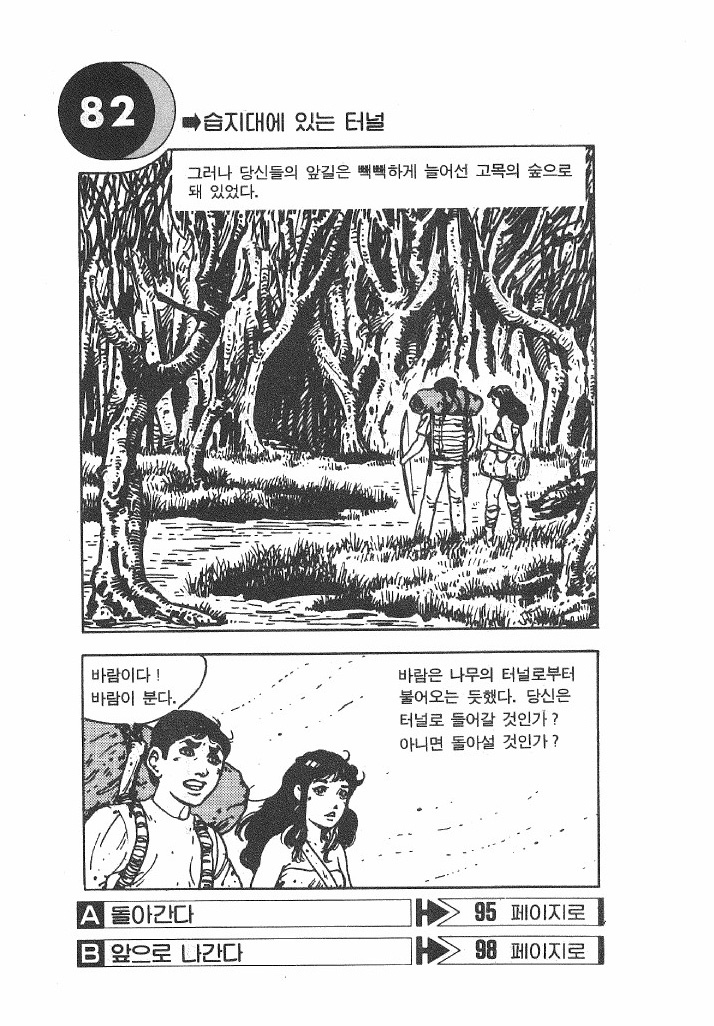 82
➡습지대에 있는 터널
그러나 당신들의 앞길은 빽빽하게 늘어선 고목의 숲으로
돼 있었다.
바람이다!
바람이 분다.
바람은 나무의 터널로부터
불어오는 듯했다. 당신은
터널로 들어갈 것인가?
아니면 돌아설 것인가?
A 돌아간다 95 페이지로
B 앞으로 나간다 98 페이지로